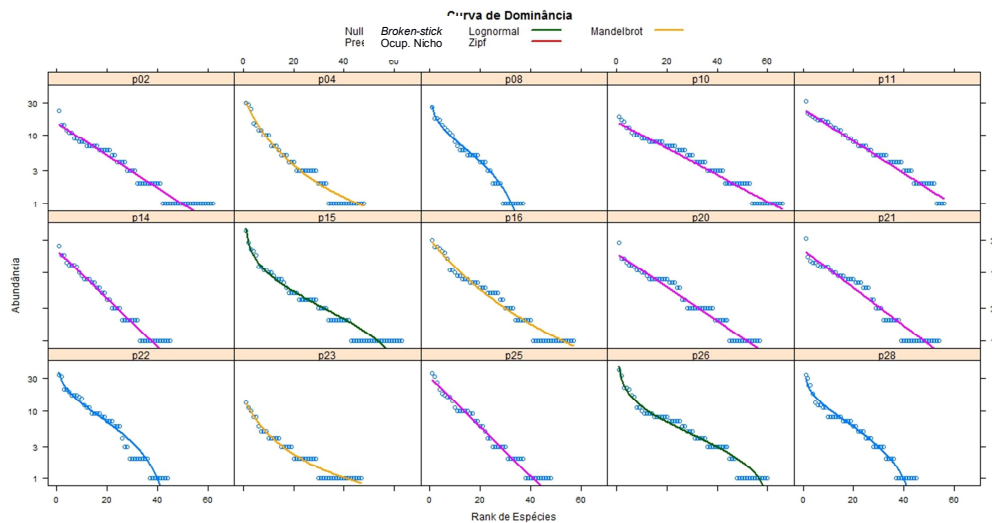 Curva de Dominância
Null Broken-stick Lognormal Mandelbrot
Pree Ocup. Nicho Zipf
0 20 40 60 0 20 40 60
p02 p04 p08 p10 p11
30
10
3
1
p14 p15 p16 p20 p21
Abundância
p22 p23 p25 p26 p28
30
10
3
1
0 20 40 60 0 20 40 60 0 20 40 60
Rank de Espécies